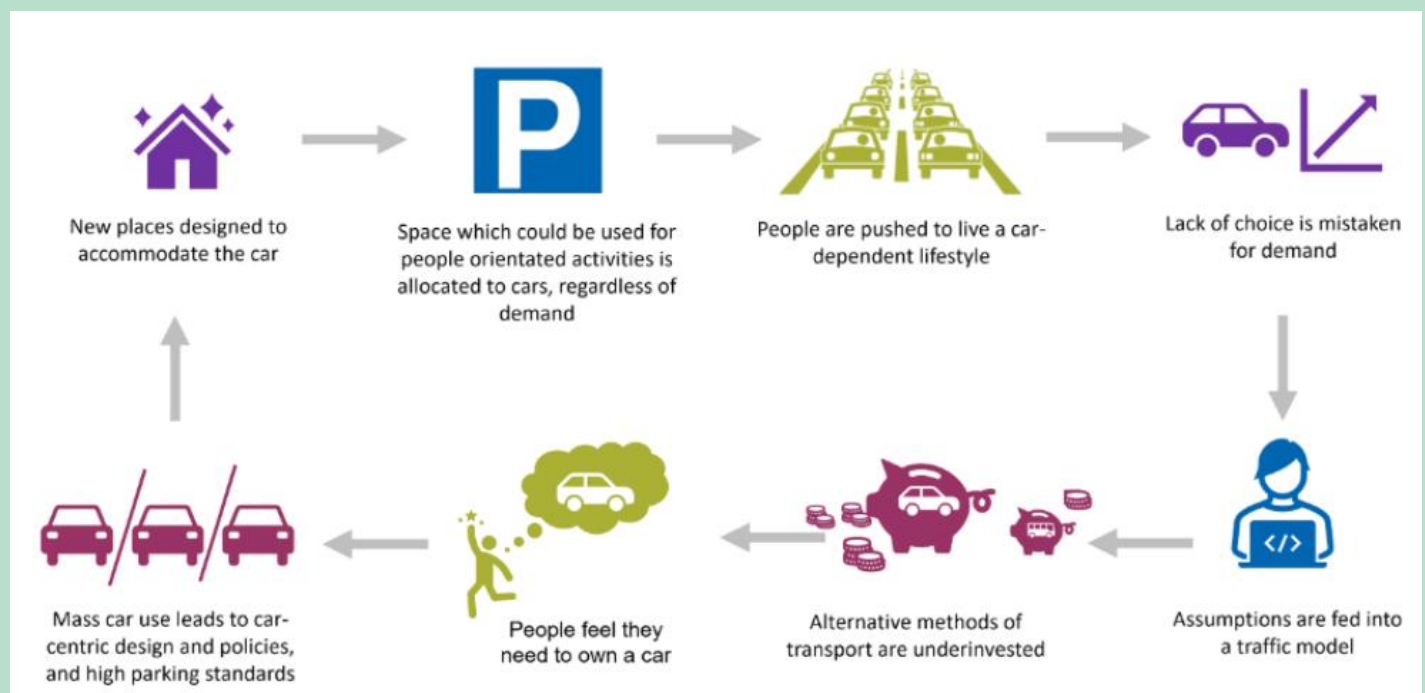 P
New places designed to
accommodate the car
Space which could be used for
people orientated activities is
allocated to cars, regardless of
demand
People are pushed to live a car-
dependent lifestyle
Lack of choice is mistaken
for demand
</>
Assumptions are fed into
a traffic model
Alternative methods of
transport are underinvested
People feel they
need to own a car
Mass car use leads to car-
centric design and policies,
and high parking standards